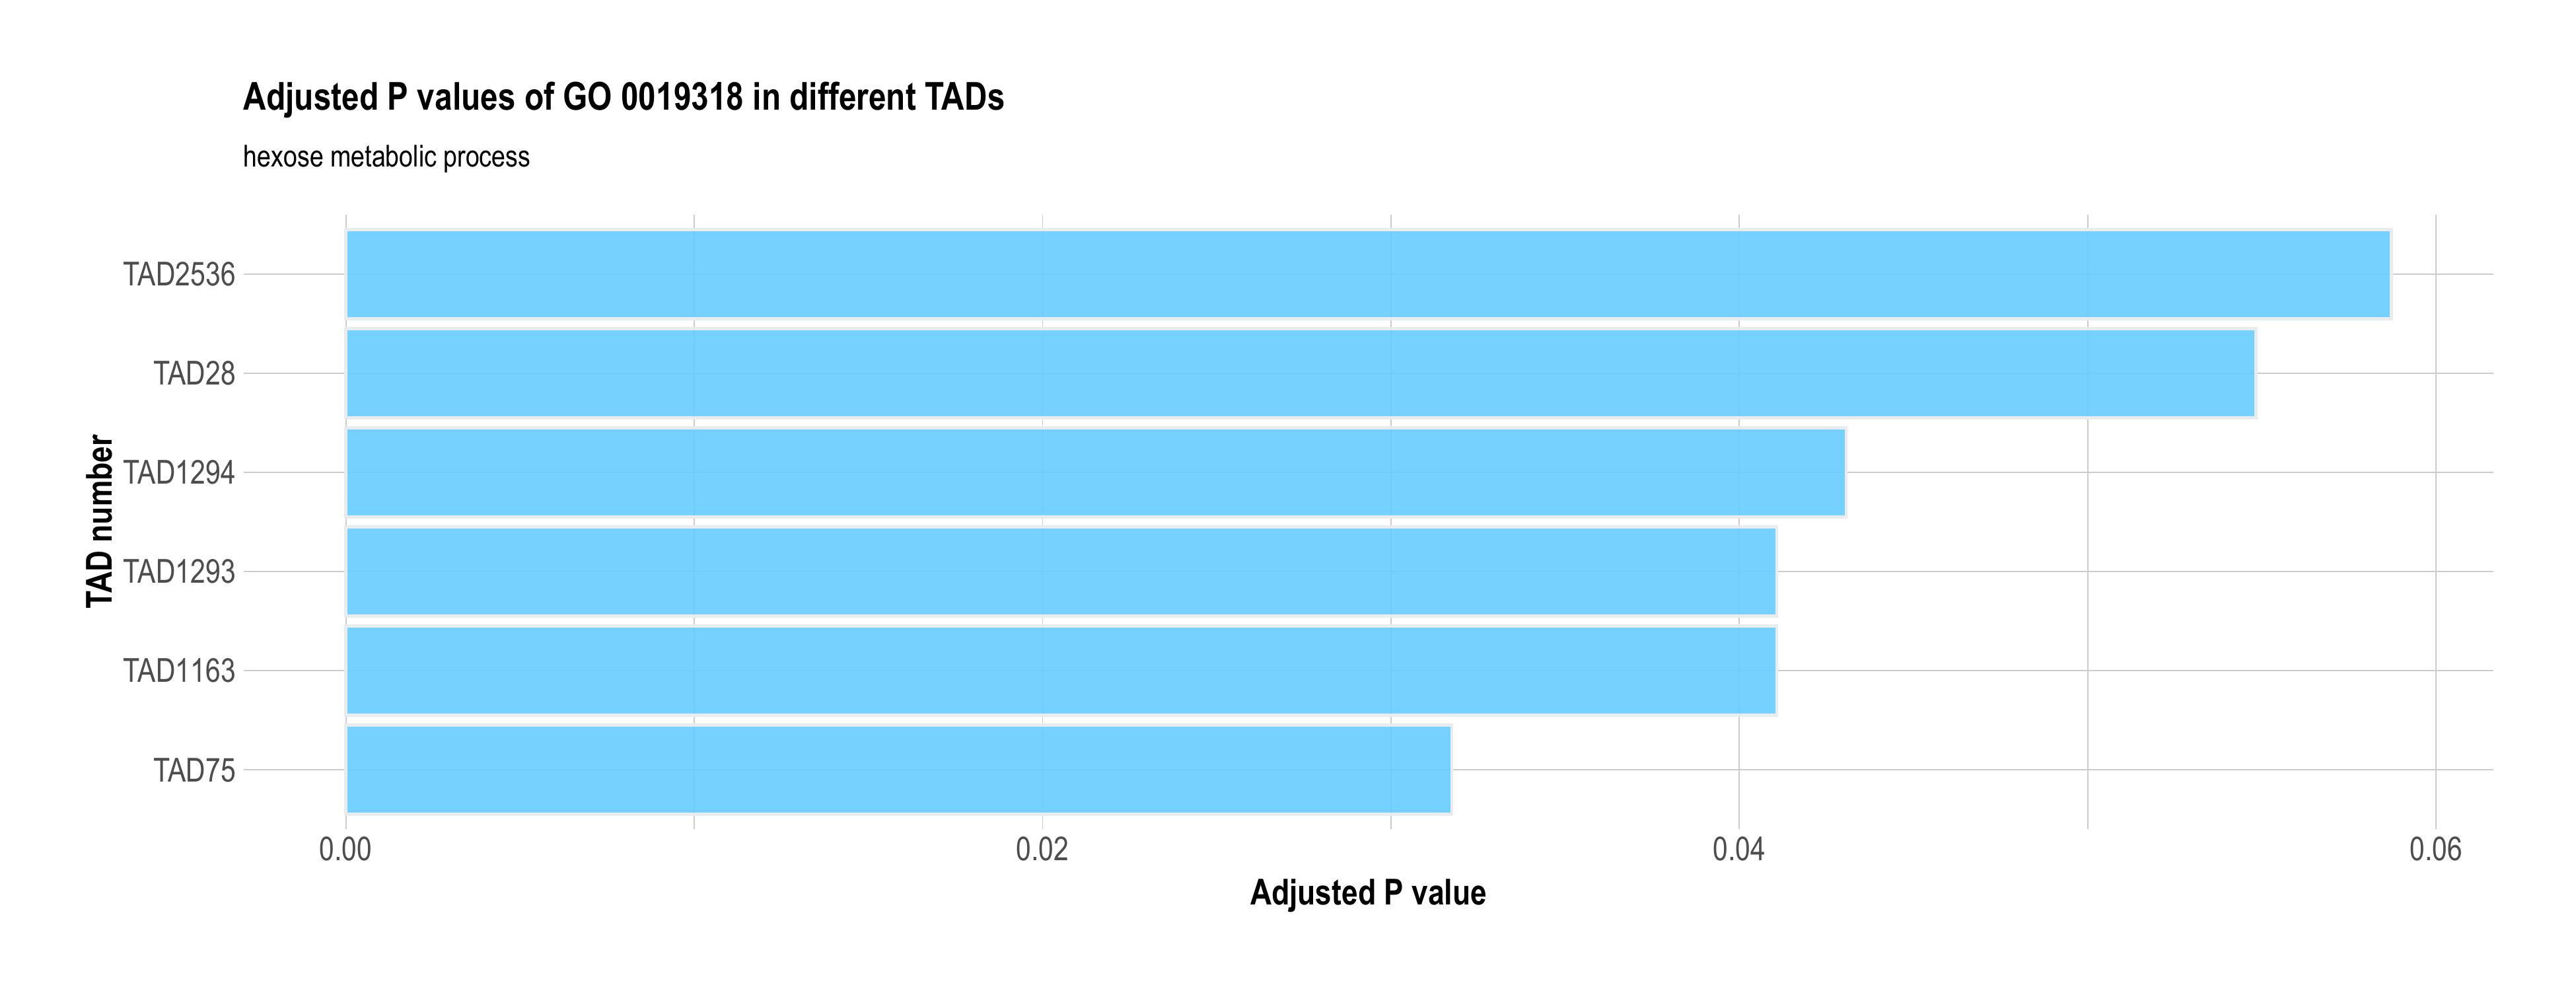 Adjusted P values of GO 0019318 in different TADs
hexose metabolic process
TAD number
TAD2536
TAD28
TAD1294
TAD1293
TAD1163
TAD75
0.00 0.02 0.04 0.06
Adjusted P value